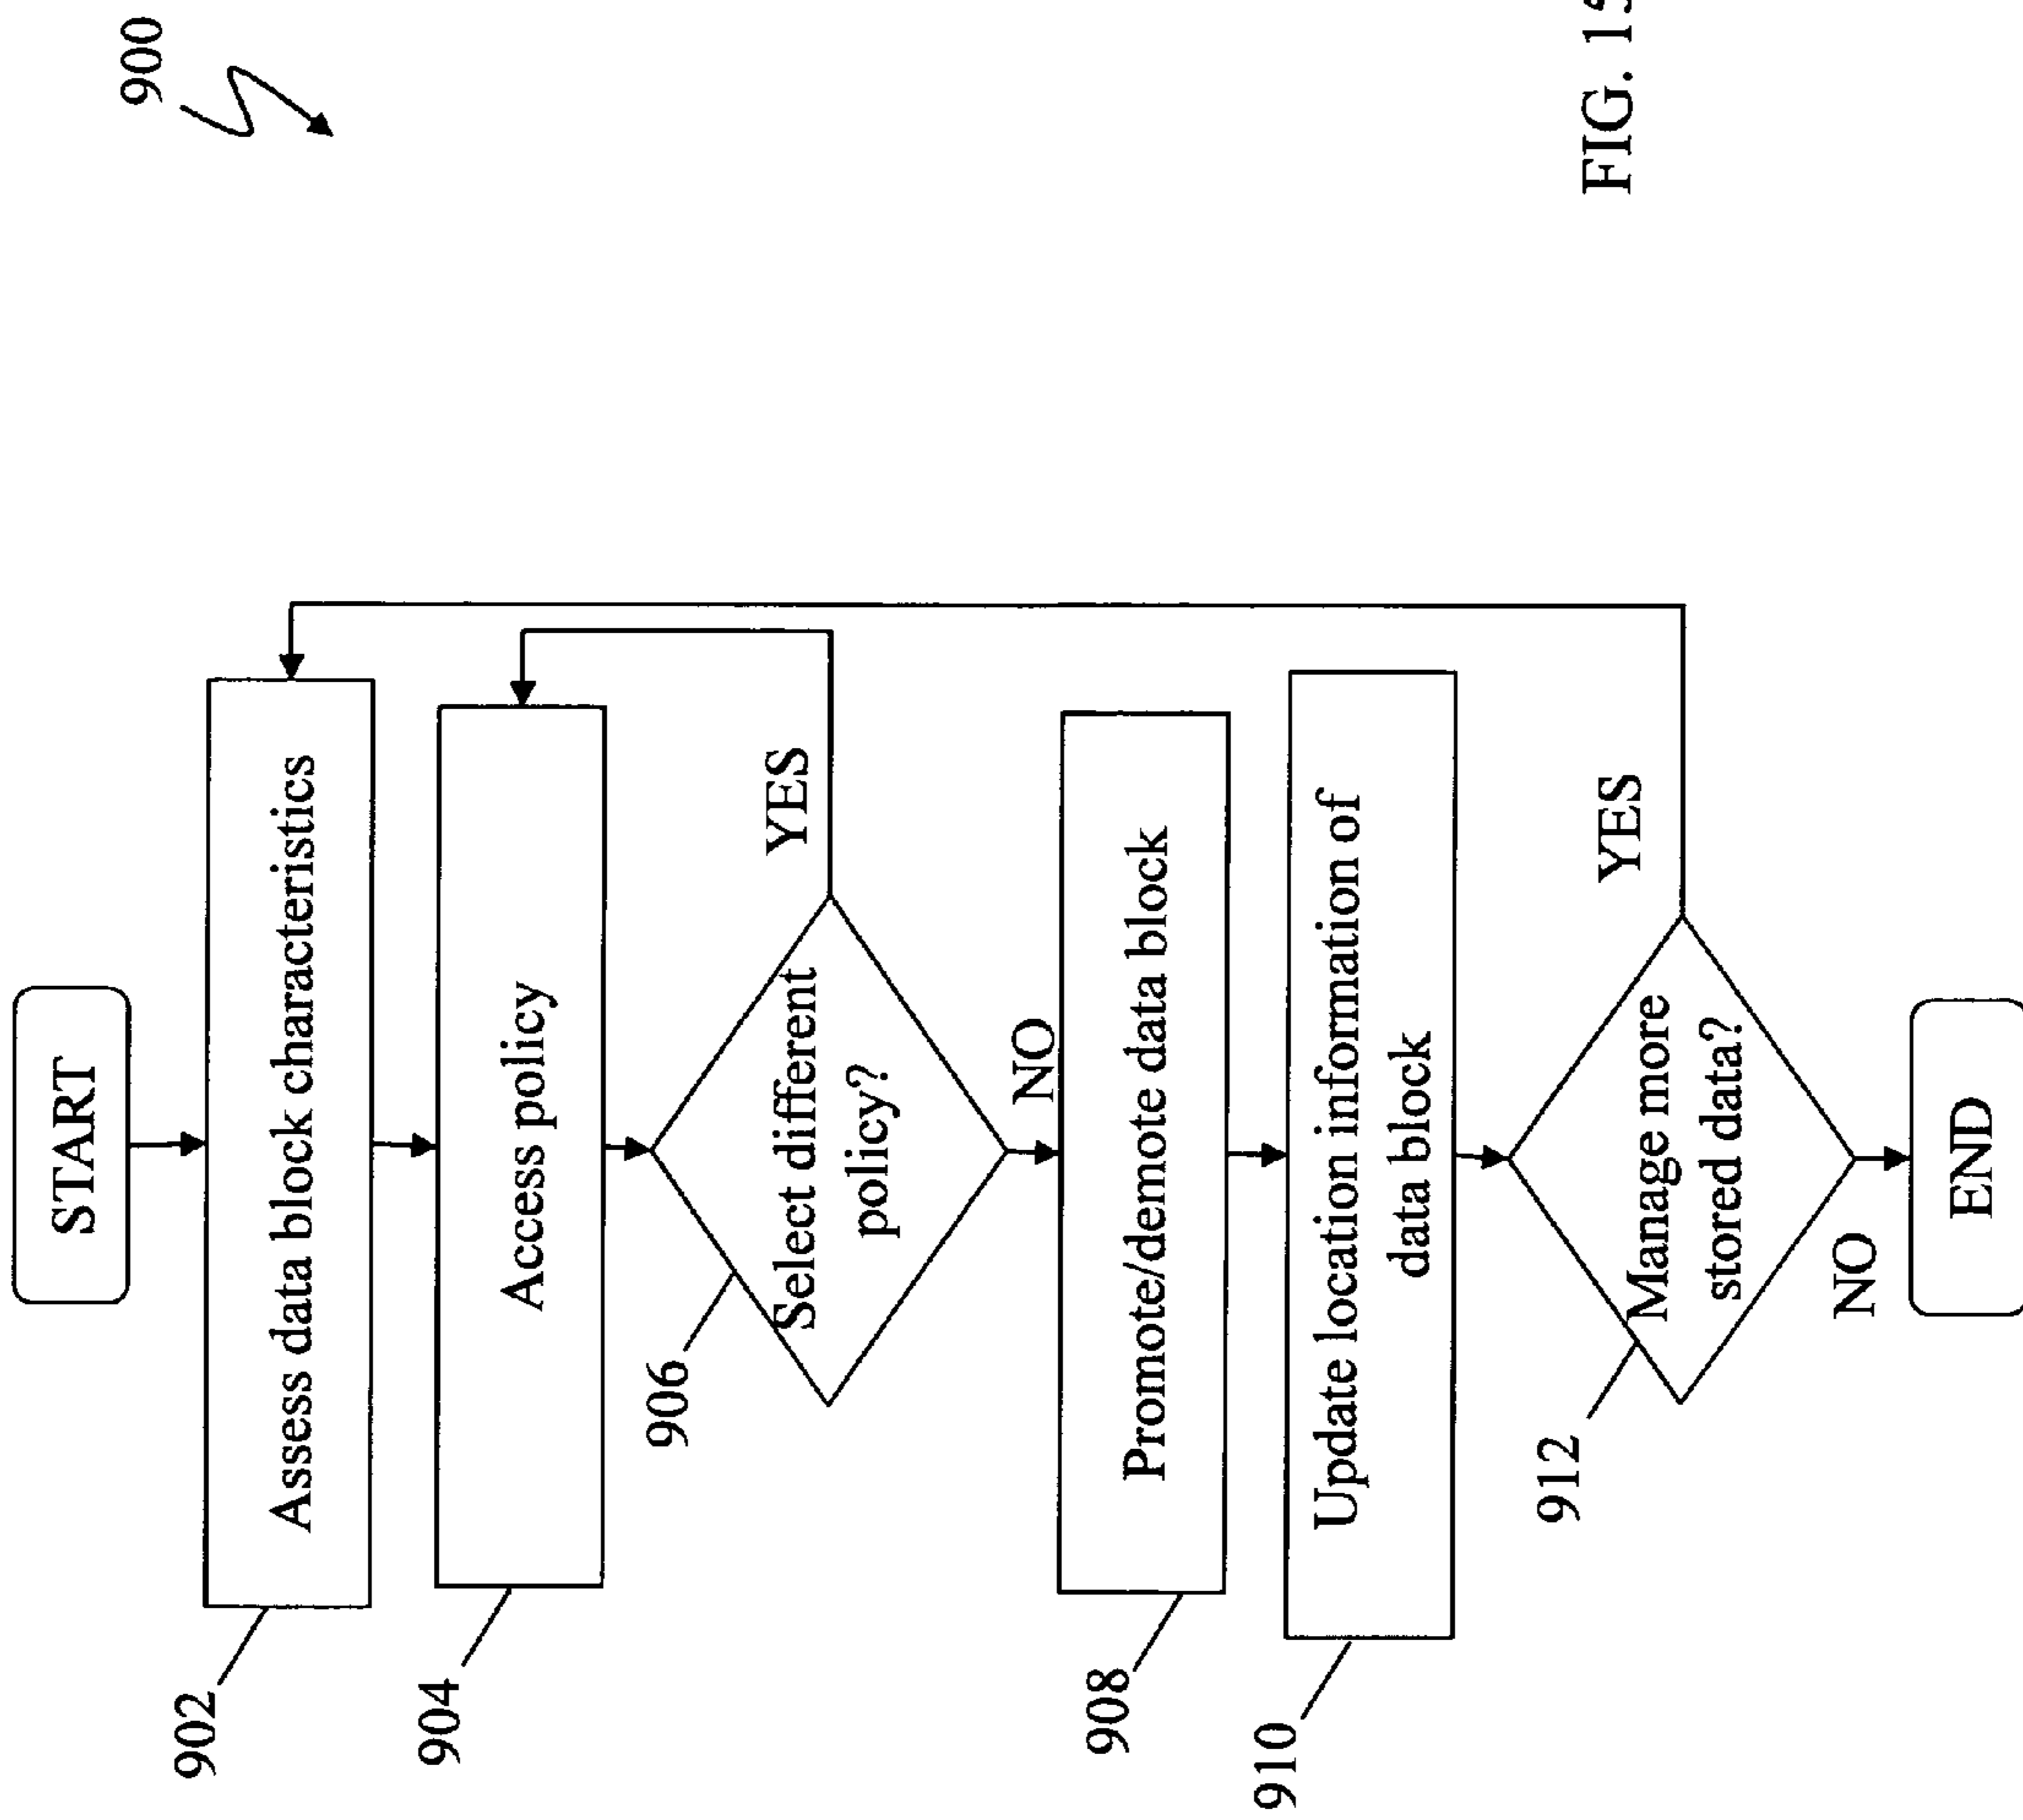 900
START
902
Assess data block characteristics
904
Access policy
906
Select different
policy?
YES
NO
908
Promote/demote data block
910
Update location information of
data block
912
Manage more
stored data?
YES
NO
END
FIG.